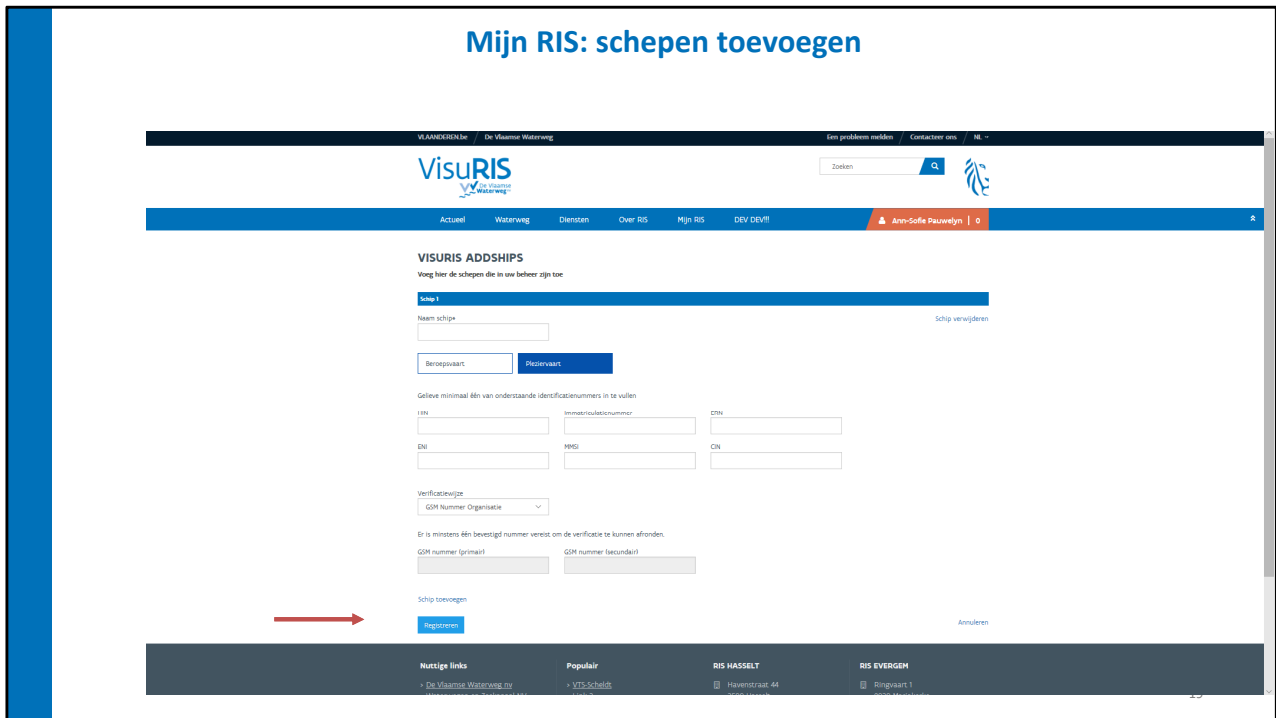 Mijn RIS: schepen toevoegen
VLAANDEREN.be / De Vlaamse Waterweg
Een probleem melden / Contacteer ons / NL
VisuRIS
De Vlaamse
Waterweg nv
Zoeken
Actueel Waterweg Diensten Over RIS Mijn RIS DEV DEV!!!
Ann-Sofie Pauwelyn | 0
VISURIS ADDSHIPS
Voeg hier de schepen die in uw beheer zijn toe
Schip 1
Naam schip*
Schip verwijderen
Beroepsvaart Pleziervaart
Gelieve minimaal één van onderstaande identificatienummers in te vullen
HIN Immatriculatienummer ERN
ENI MMSI CIN
Verificatiewijze
GSM Nummer Organisatie
Er is minstens één bevestigd nummer vereist om de verificatie te kunnen afronden.
GSM nummer (primair) GSM nummer (secundair)
Schip toevoegen
Registreren
Annuleren
Nuttige links Populair RIS HASSELT RIS EVERGEM
> De Vlaamse Waterweg nv > VTS-Scheldt Havenstraat 44 Ringvaart 1